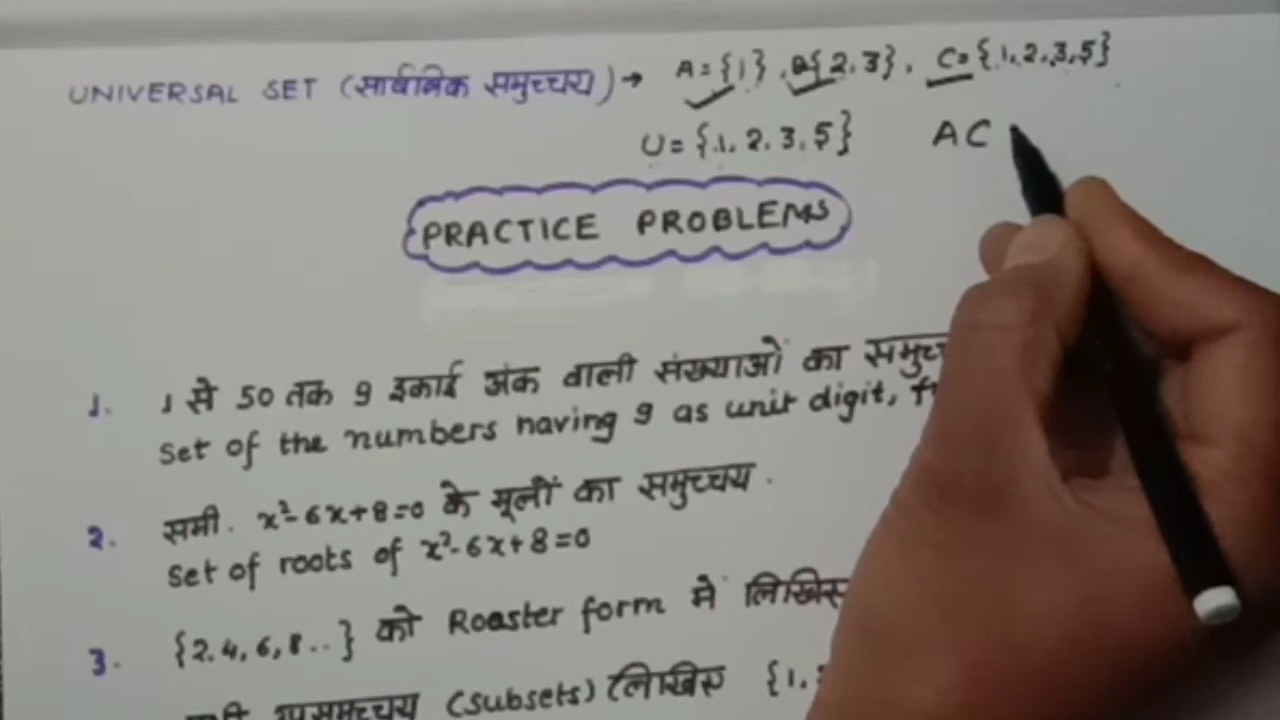 UNIVERSAL SET (सार्वत्रिक समुच्चय) → A={1}, B{2,3}, C={1,2,3,5}
U={1,2,3,5} A⊂
PRACTICE PROBLEMS
1. 1 से 50 तक 9 इकाई अंक वाली संख्याओं का
Set of the numbers having 9 as unit digit,
2. समी. x²-6x+8=0 के मूलों का समुच्चय.
Set of roots of x²-6x+8=0
3. {2,4,6,8..} को Roaster form में लिखिए
उपसमुच्चय (subsets) लिखिए {1,